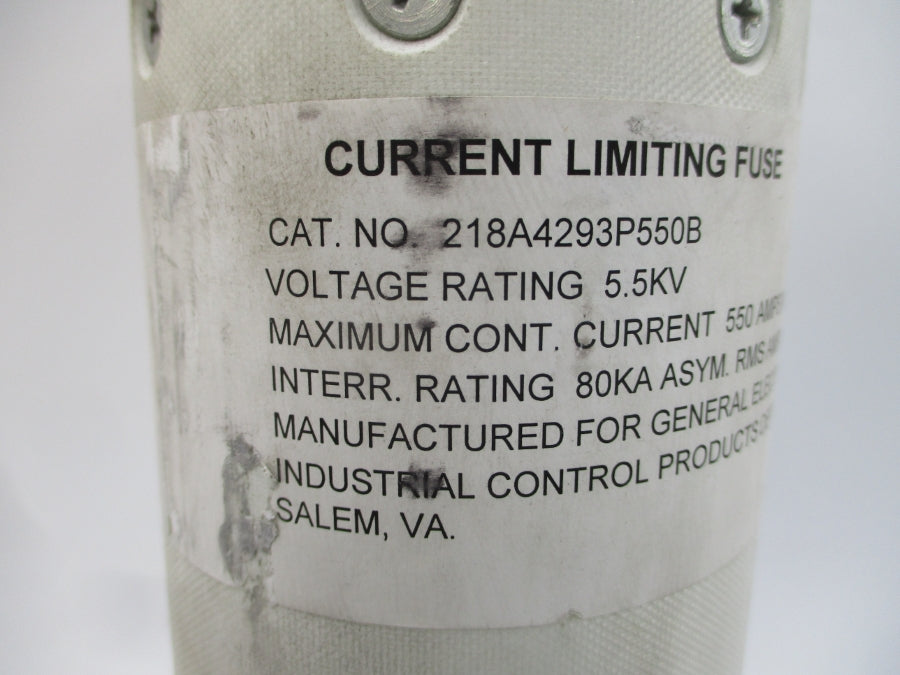 CURRENT LIMITING FUSE
CAT. NO. 218A4293P550B
VOLTAGE RATING 5.5KV
MAXIMUM CONT. CURRENT 550
INTERR. RATING 80KA ASYM. RMS
MANUFACTURED FOR GENERAL
INDUSTRIAL CONTROL PRODUCTS
SALEM, VA.